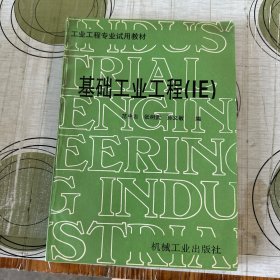 工业工程专业试用教材
INDUS
TRIAL
基础工业工程(IE)
ENGIN
编
EERING
G INDU
STRIA
机械工业出版社